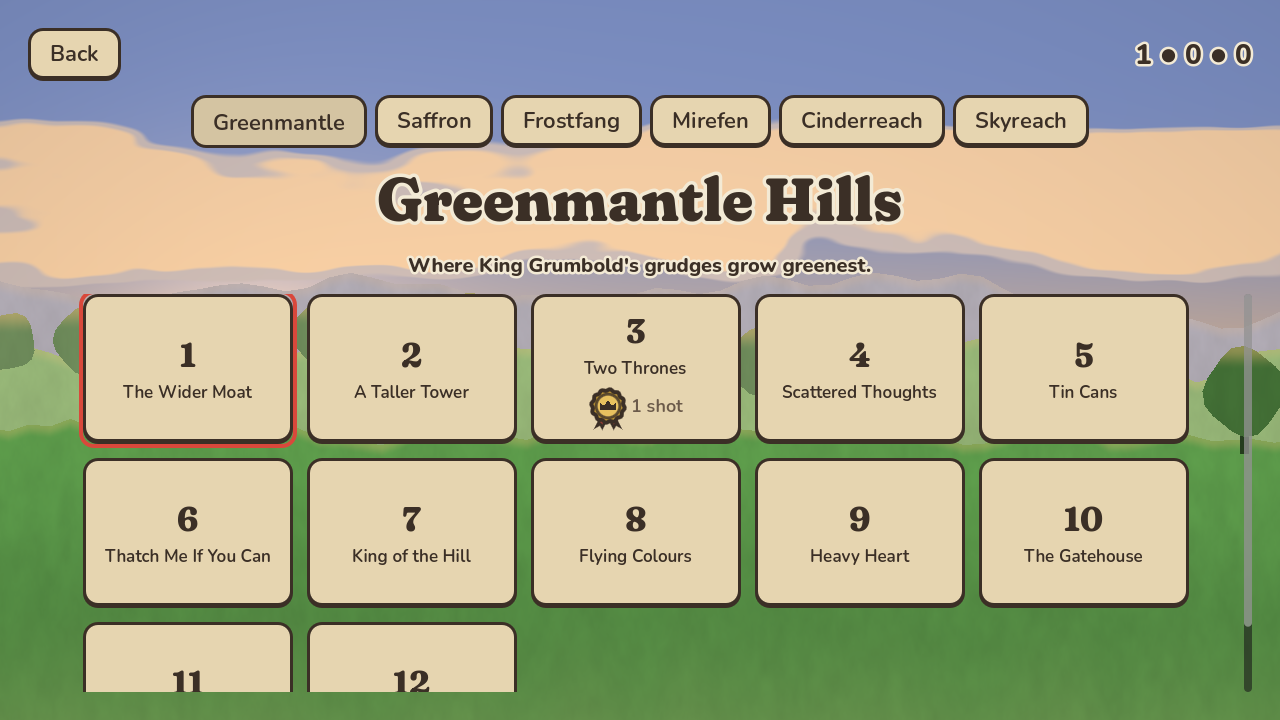 Back
1 ● 0 ● 0
Greenmantle Saffron Frostfang Mirefen Cinderreach Skyreach
Greenmantle Hills
Where King Grumbold's grudges grow greenest.
1
The Wider Moat
2
A Taller Tower
3
Two Thrones
1 shot
4
Scattered Thoughts
5
Tin Cans
6
Thatch Me If You Can
7
King of the Hill
8
Flying Colours
9
Heavy Heart
10
The Gatehouse
11
12